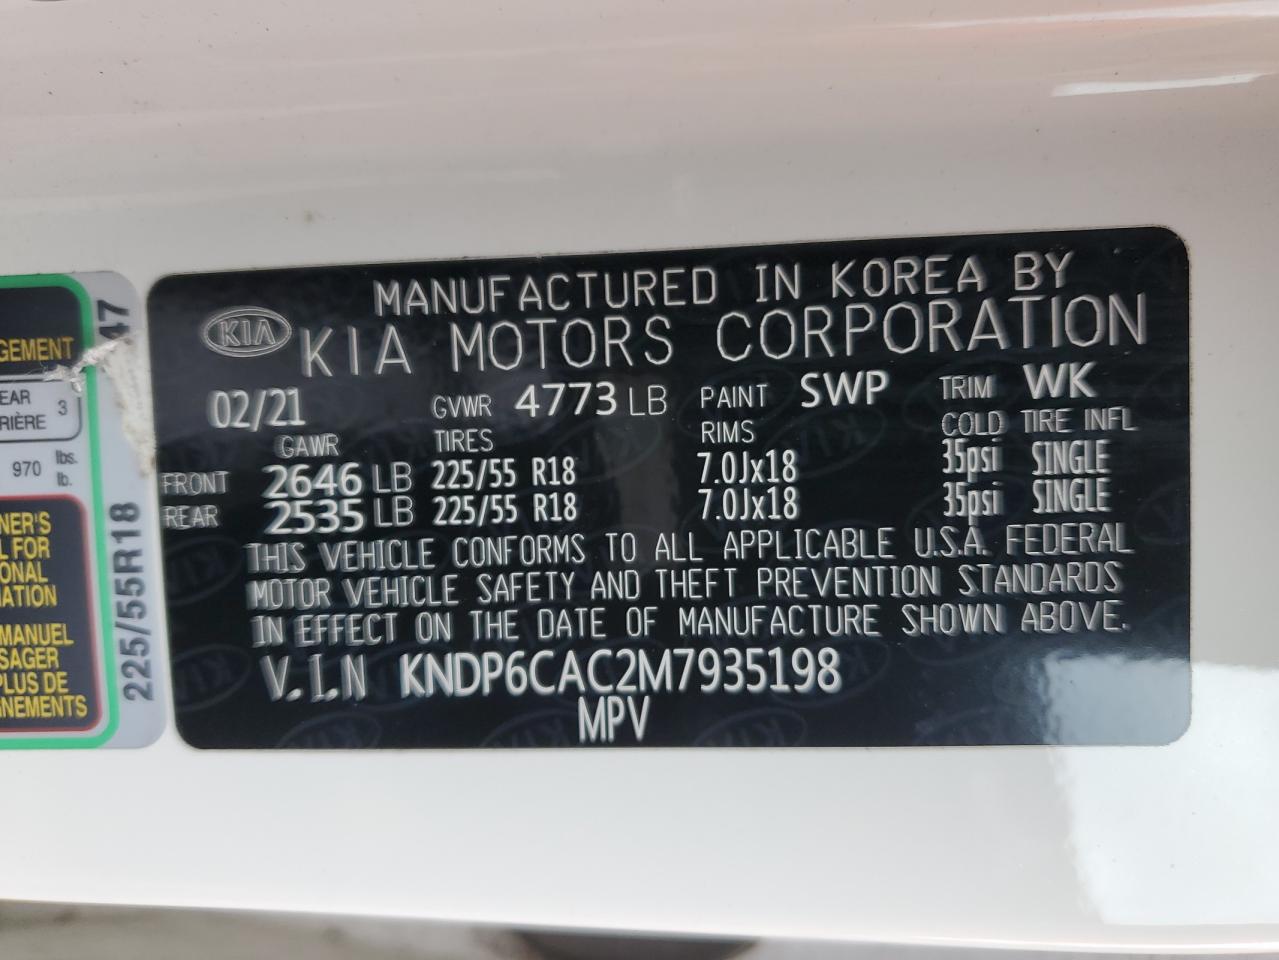 MANUFACTURED IN KOREA BY
KIA
KIA MOTORS CORPORATION
02/21 GVWR 4773 LB PAINT SWP TRIM WK
GAWR TIRES RIMS COLD TIRE INFL
FRONT 2646 LB 225/55 R18 7.0Jx18 35psi SINGLE
REAR 2535 LB 225/55 R18 7.0Jx18 35psi SINGLE
THIS VEHICLE CONFORMS TO ALL APPLICABLE U.S.A. FEDERAL
MOTOR VEHICLE SAFETY AND THEFT PREVENTION STANDARDS
IN EFFECT ON THE DATE OF MANUFACTURE SHOWN ABOVE.
V.I.N KNDP6CAC2M7935198
MPV
GEMENT
EAR 3
RIÈRE
970 lbs.
lb.
NER'S
L FOR
ONAL
ATION
MANUEL
SAGER
PLUS DE
GNEMENTS
47
225/55R18